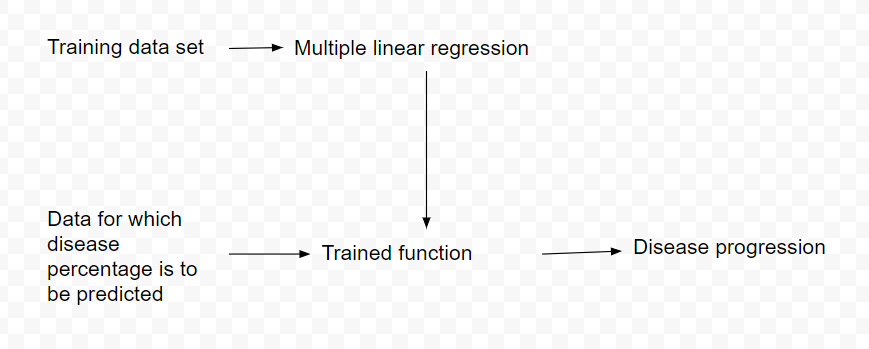 Training data set
Multiple linear regression
Data for which
disease
percentage is to
be predicted
Trained function
Disease progression